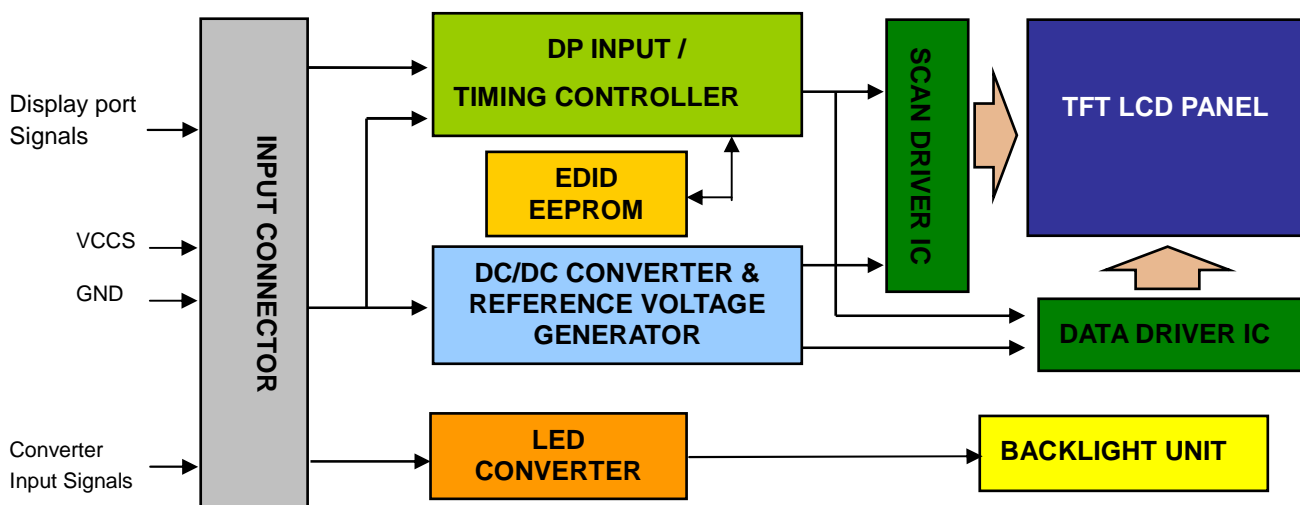 Display port
Signals
VCCS
GND
Converter
Input Signals
INPUT CONNECTOR
DP INPUT /
TIMING CONTROLLER
EDID
EEPROM
DC/DC CONVERTER &
REFERENCE VOLTAGE
GENERATOR
LED
CONVERTER
SCAN DRIVER IC
TFT LCD PANEL
DATA DRIVER IC
BACKLIGHT UNIT